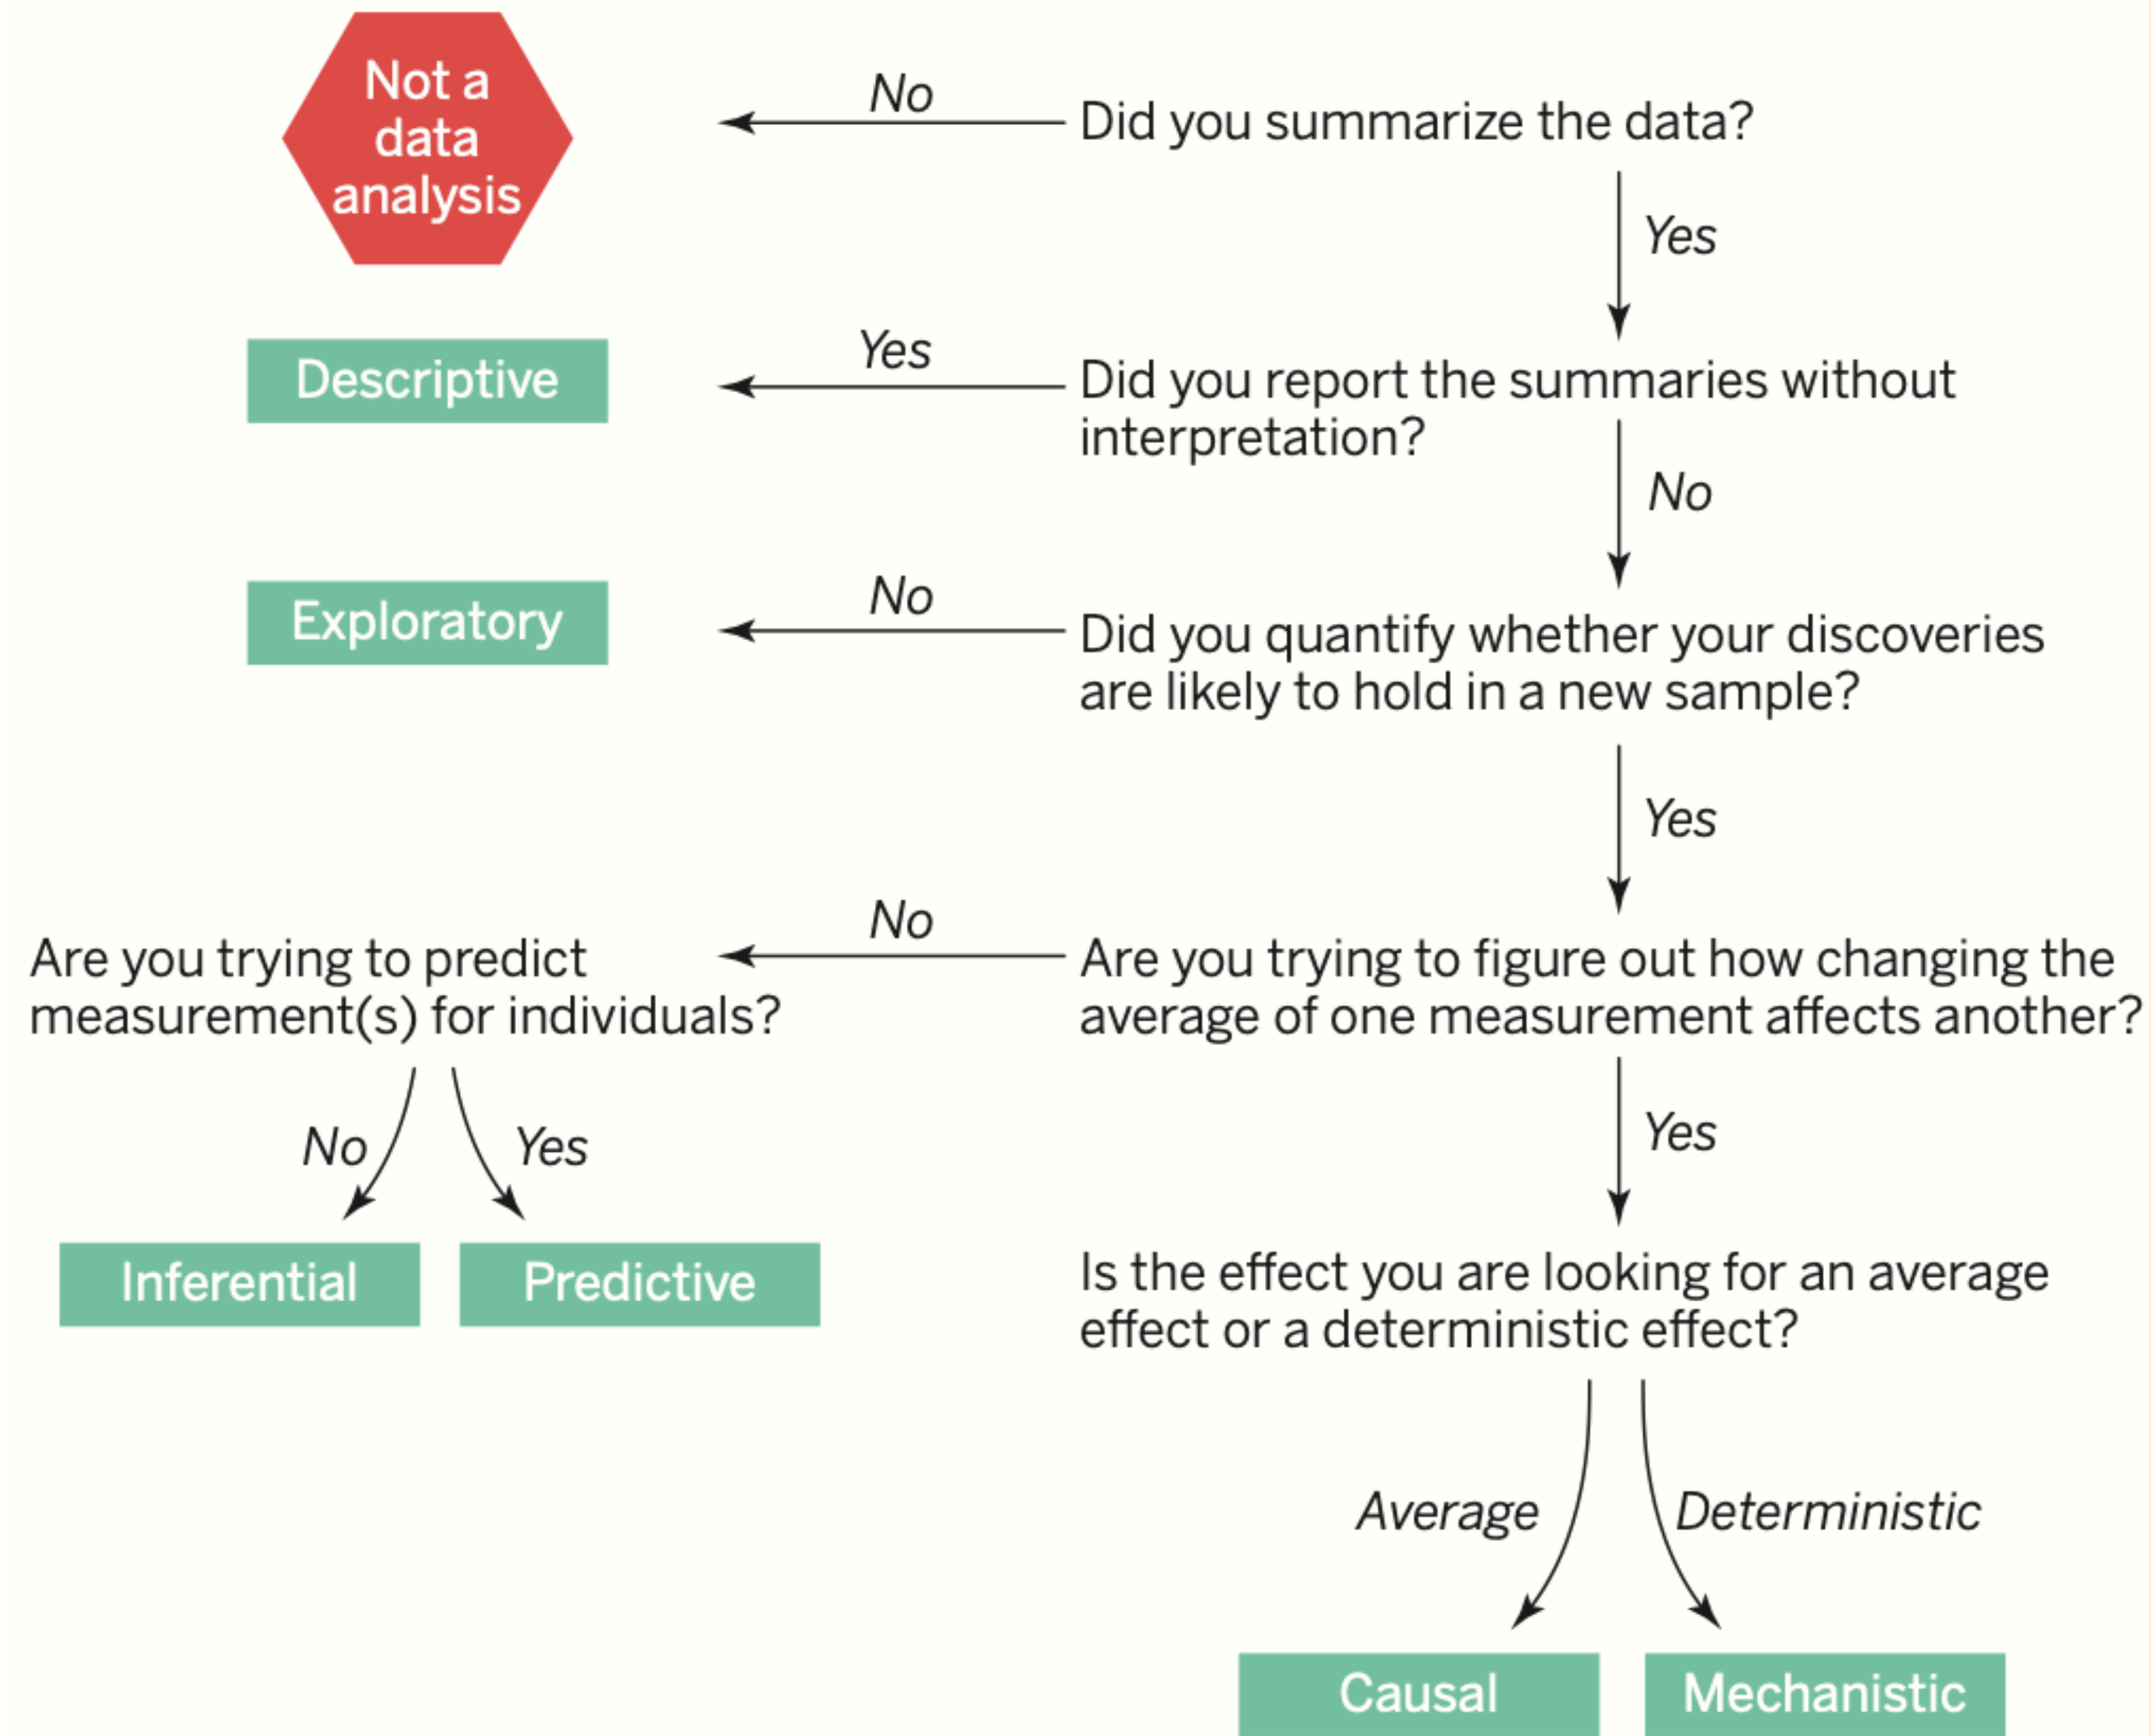 Not a
data
analysis
No
Did you summarize the data?
Yes
Descriptive
Yes
Did you report the summaries without
interpretation?
No
Exploratory
No
Did you quantify whether your discoveries
are likely to hold in a new sample?
Yes
Are you trying to predict
measurement(s) for individuals?
No
Are you trying to figure out how changing the
average of one measurement affects another?
No
Yes
Yes
Inferential
Predictive
Is the effect you are looking for an average
effect or a deterministic effect?
Average
Deterministic
Causal
Mechanistic